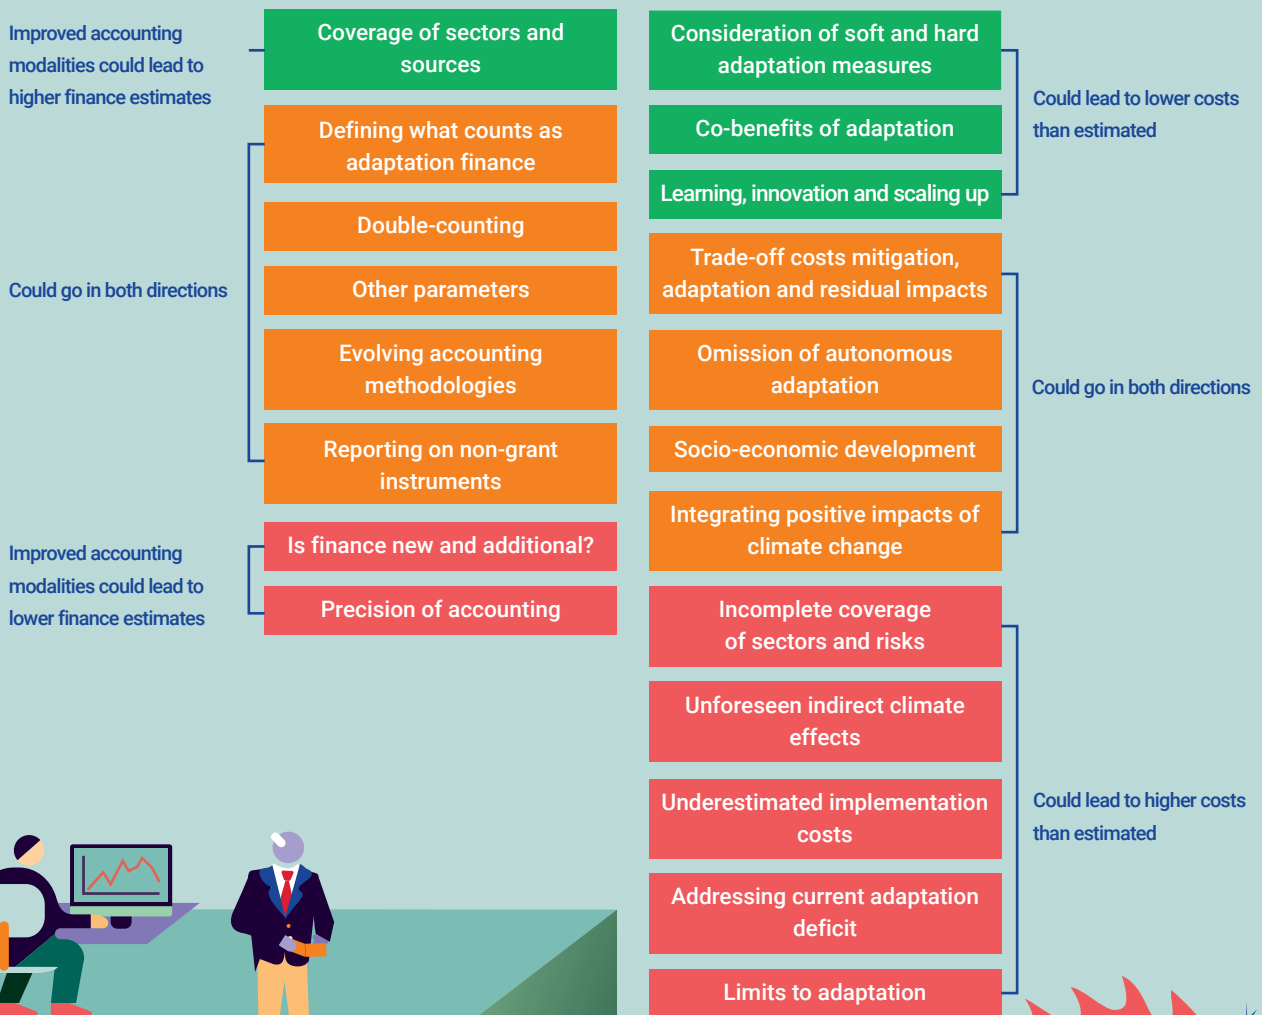 Improved accounting
modalities could lead to
higher finance estimates
Coverage of sectors and
sources
Could go in both directions
Defining what counts as
adaptation finance
Double-counting
Other parameters
Evolving accounting
methodologies
Reporting on non-grant
instruments
Improved accounting
modalities could lead to
lower finance estimates
Is finance new and additional?
Precision of accounting
Consideration of soft and hard
adaptation measures
Co-benefits of adaptation
Learning, innovation and scaling up
Could lead to lower costs
than estimated
Trade-off costs mitigation,
adaptation and residual impacts
Omission of autonomous
adaptation
Socio-economic development
Integrating positive impacts of
climate change
Could go in both directions
Incomplete coverage
of sectors and risks
Unforeseen indirect climate
effects
Underestimated implementation
costs
Addressing current adaptation
deficit
Limits to adaptation
Could lead to higher costs
than estimated